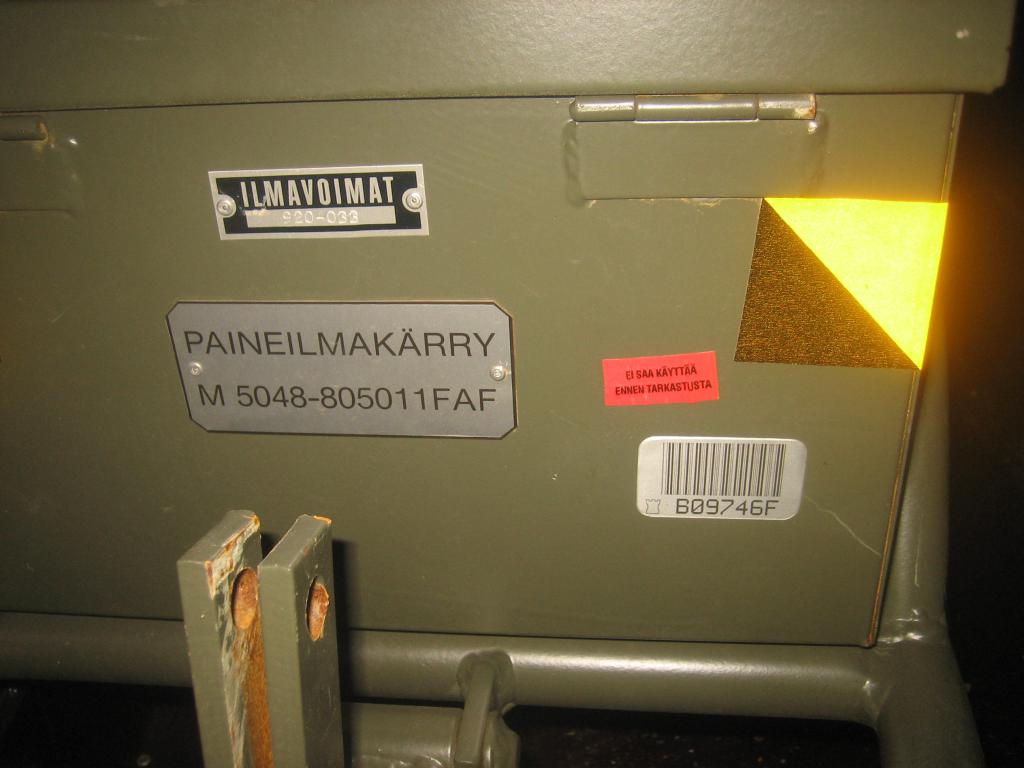 ILMAVOIMAT
920-033
PAINEILMAKÄRRY
M 5048-805011FAF
EI SAA KÄYTTÄÄ
ENNEN TARKASTUSTA
B09746F